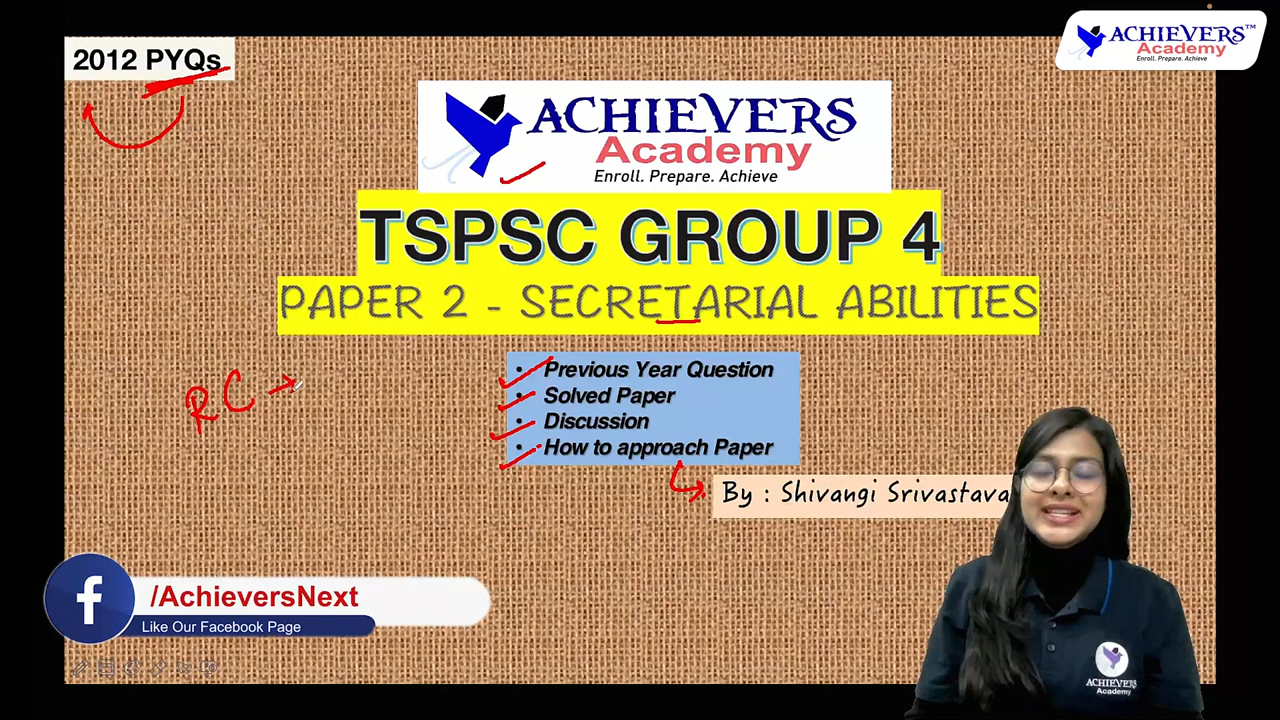 2012 PYQs
ACHIEVERS™
Academy
Enroll. Prepare. Achieve
ACHIEVERS
Academy
Enroll. Prepare. Achieve
TSPSC GROUP 4
PAPER 2 - SECRETARIAL ABILITIES
• Previous Year Question
• Solved Paper
• Discussion
• How to approach Paper
RC →
By : Shivangi Srivastava
f
/AchieversNext
Like Our Facebook Page
ACHIEVERS
Academy